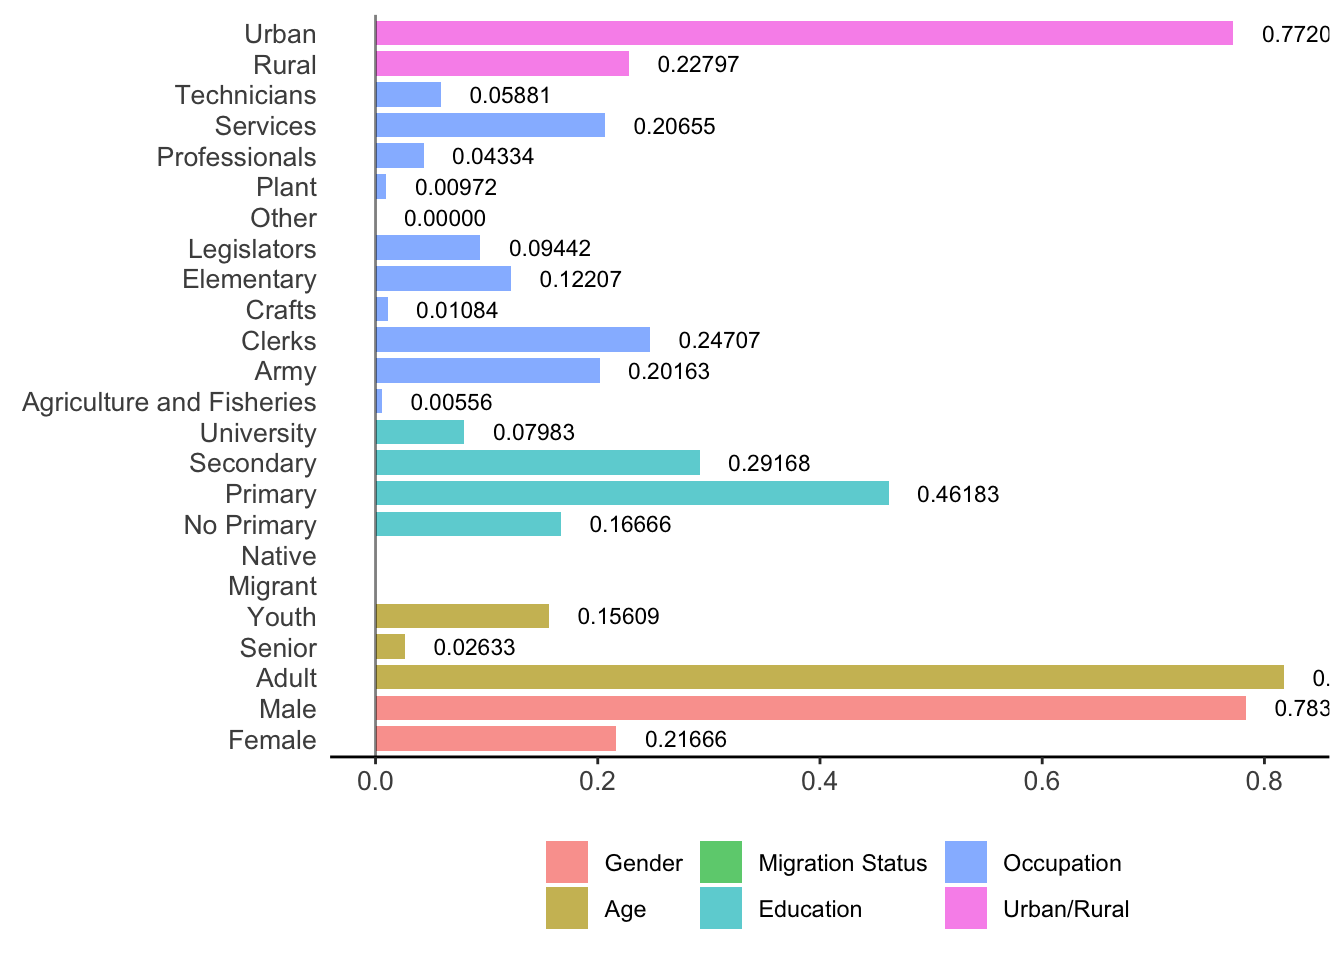 Urban 0.7720
Rural 0.22797
Technicians 0.05881
Services 0.20655
Professionals 0.04334
Plant 0.00972
Other 0.00000
Legislators 0.09442
Elementary 0.12207
Crafts 0.01084
Clerks 0.24707
Army 0.20163
Agriculture and Fisheries 0.00556
University 0.07983
Secondary 0.29168
Primary 0.46183
No Primary 0.16666
Native
Migrant
Youth 0.15609
Senior 0.02633
Adult 0.
Male 0.783
Female 0.21666
0.0 0.2 0.4 0.6 0.8
Gender Migration Status Occupation
Age Education Urban/Rural